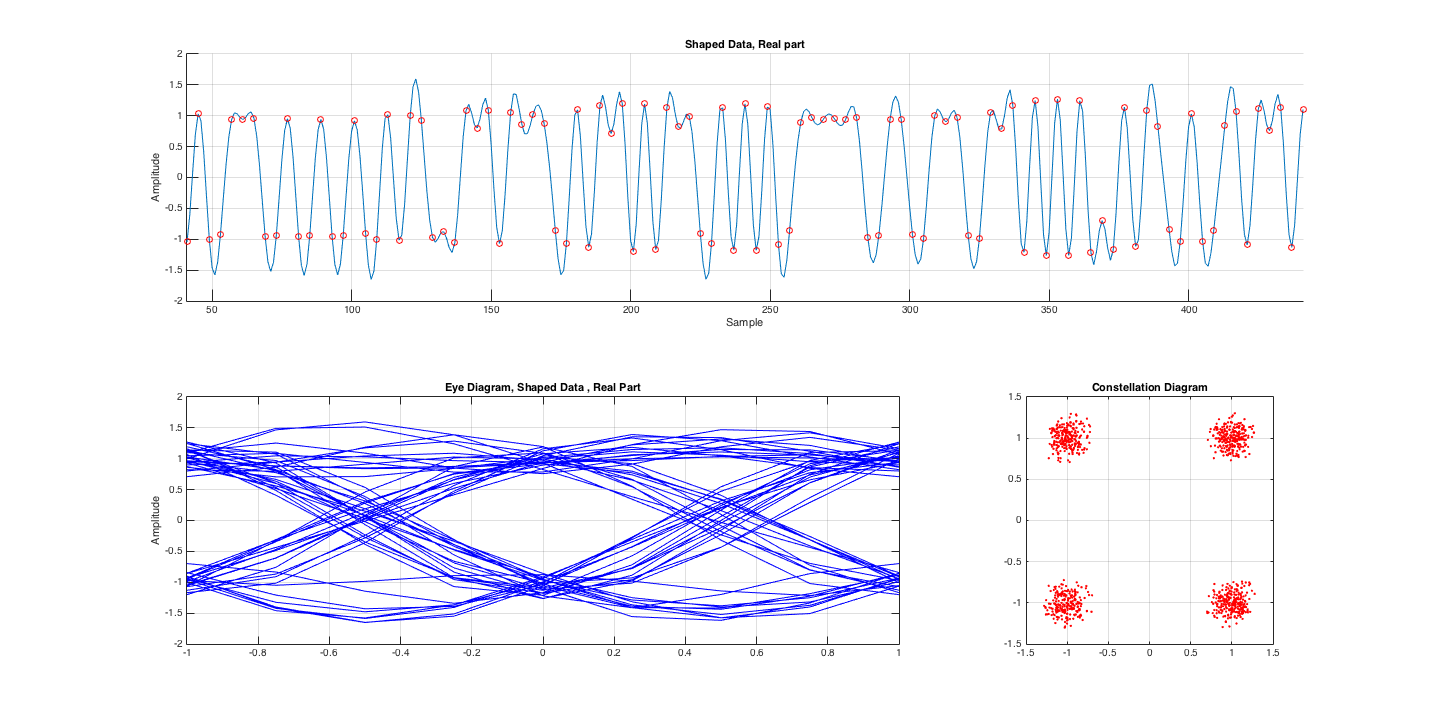 Shaped Data, Real part
2
1.5
1
0.5
0
-0.5
-1
-1.5
-2
Amplitude
50 100 150 200 250 300 350 400
Sample
Eye Diagram, Shaped Data , Real Part
2
1.5
1
0.5
0
-0.5
-1
-1.5
-2
Amplitude
-1 -0.8 -0.6 -0.4 -0.2 0 0.2 0.4 0.6 0.8 1
Constellation Diagram
1.5
1
0.5
0
-0.5
-1
-1.5
-1.5 -1 -0.5 0 0.5 1 1.5